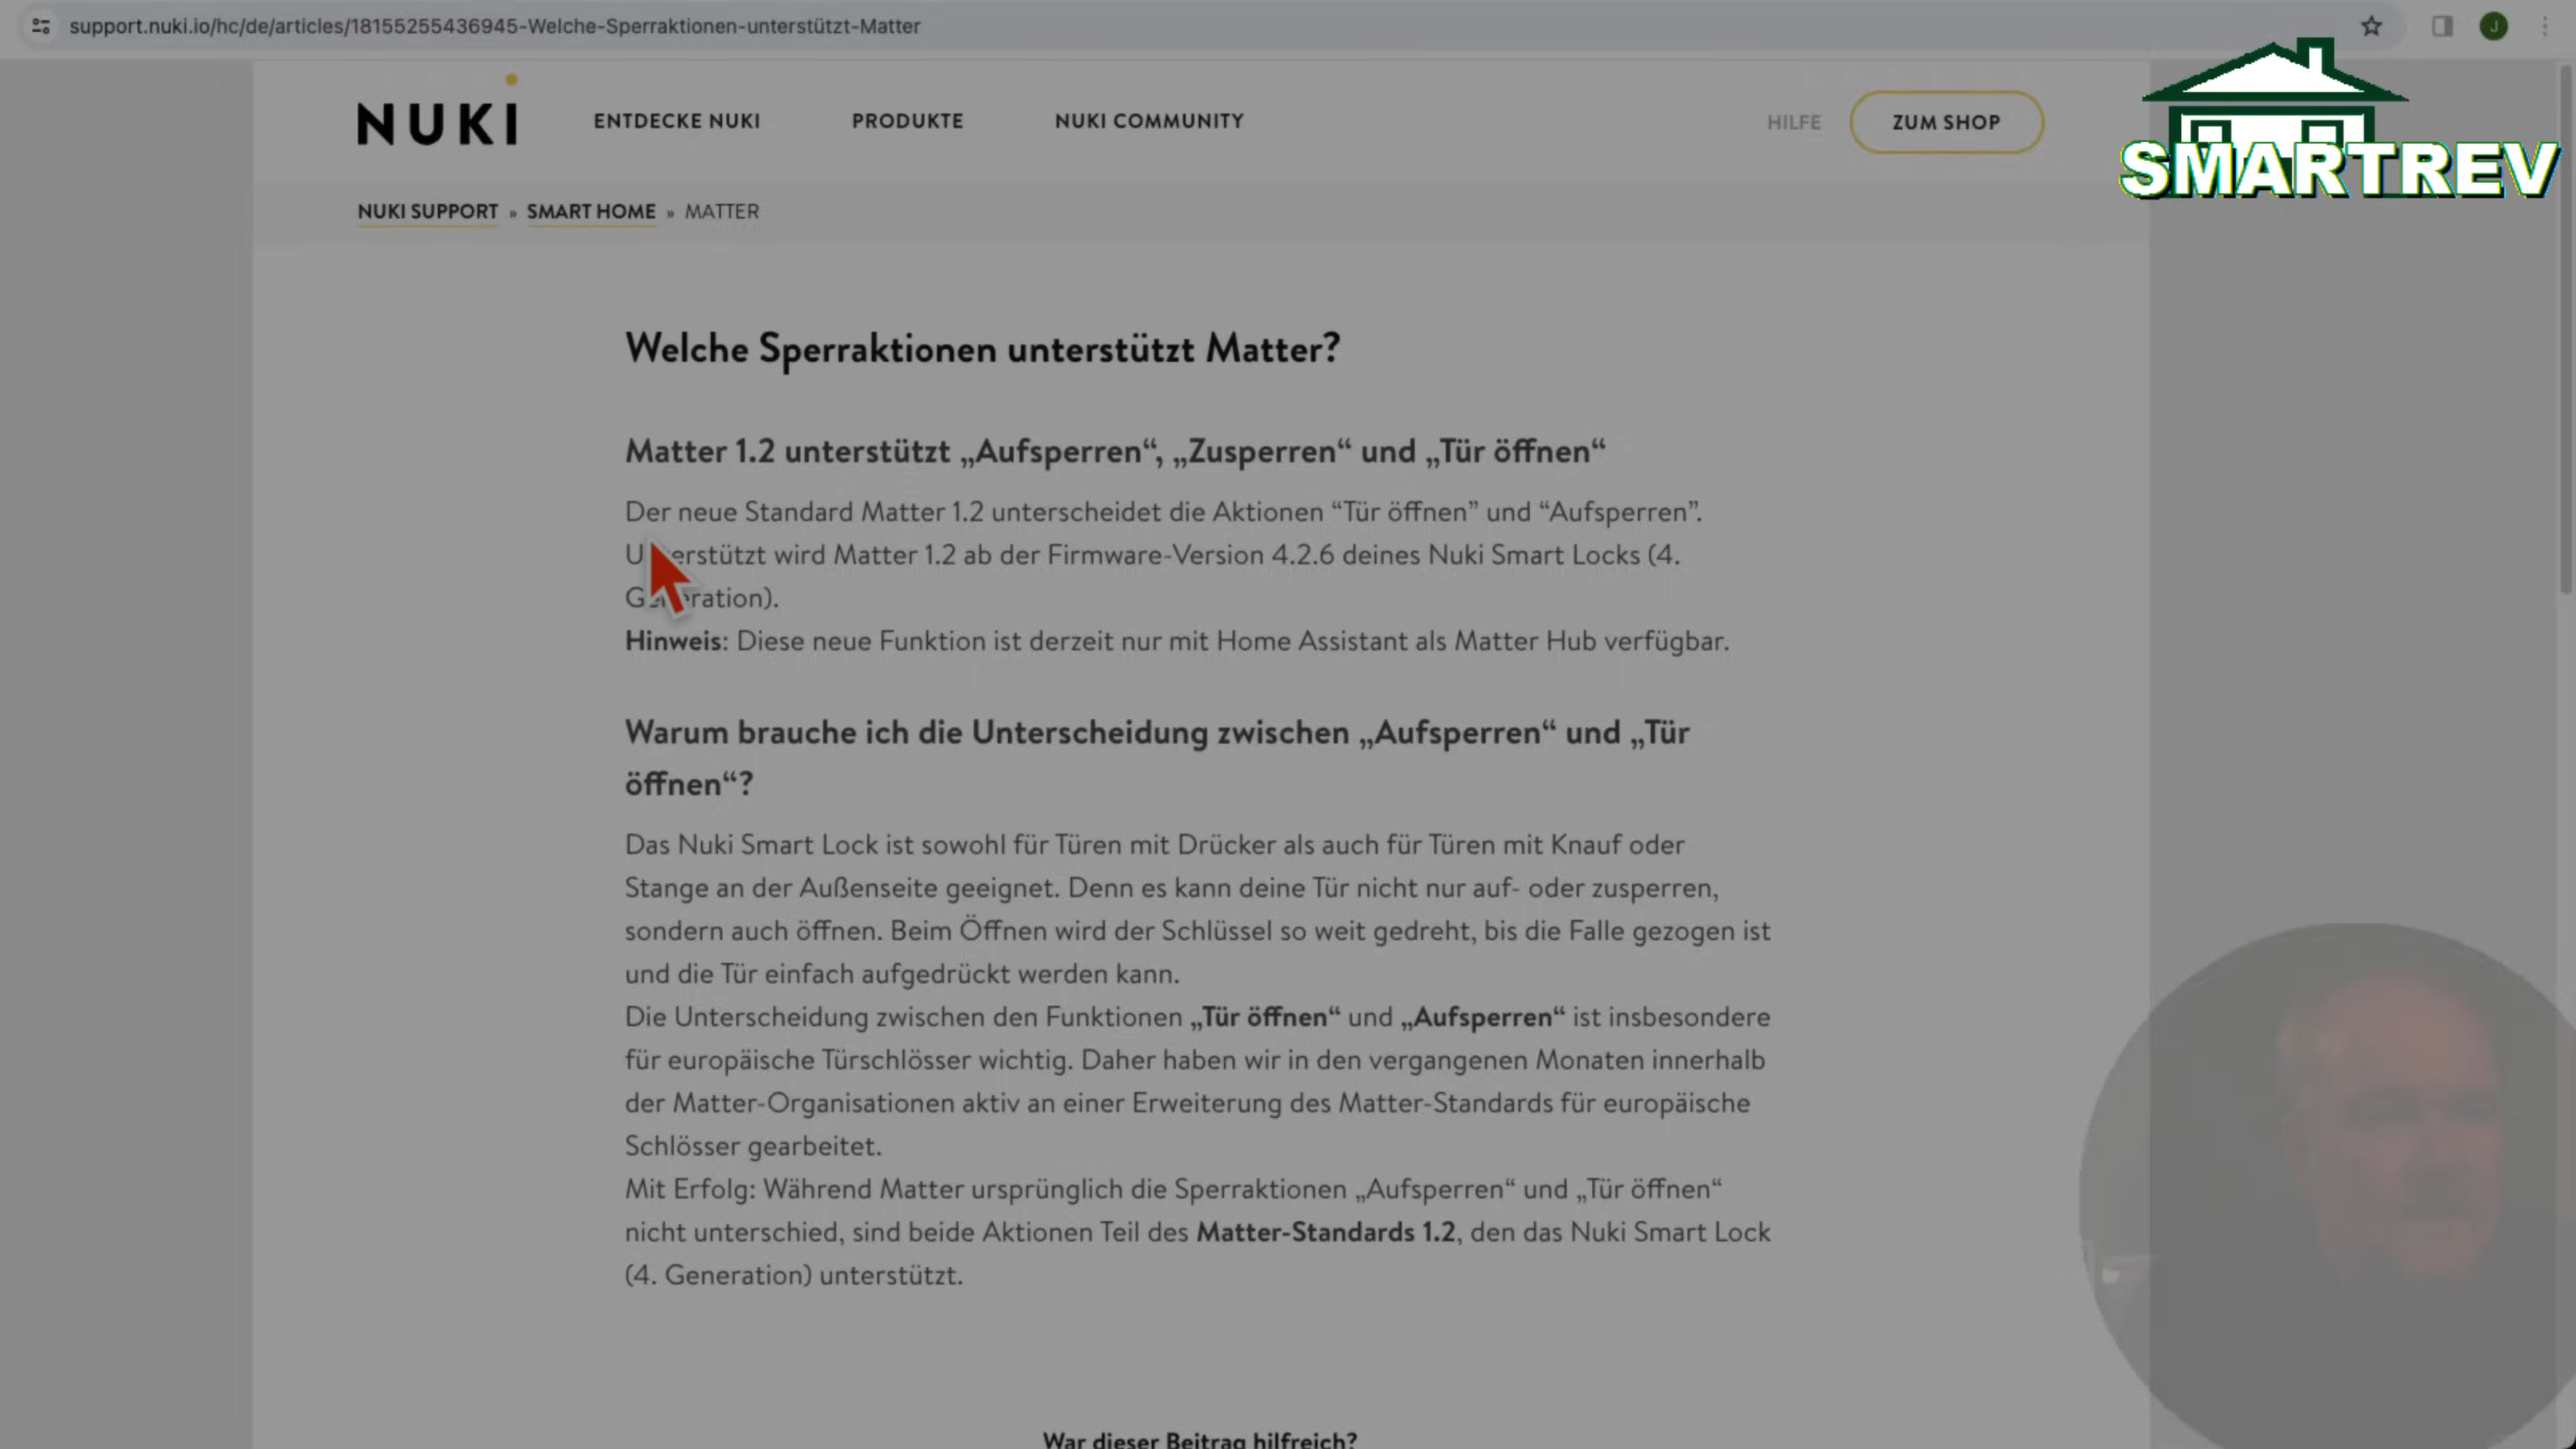 support.nuki.io/hc/de/articles/18155255436945-Welche-Sperraktionen-unterstützt-Matter
J
NUKI
ENTDECKE NUKI
PRODUKTE
NUKI COMMUNITY
HILFE
ZUM SHOP
SMARTREV
NUKI SUPPORT » SMART HOME » MATTER
Welche Sperraktionen unterstützt Matter?
Matter 1.2 unterstützt „Aufsperren“, „Zusperren“ und „Tür öffnen“
Der neue Standard Matter 1.2 unterscheidet die Aktionen “Tür öffnen” und “Aufsperren”.
Unterstützt wird Matter 1.2 ab der Firmware-Version 4.2.6 deines Nuki Smart Locks (4.
Generation).
Hinweis: Diese neue Funktion ist derzeit nur mit Home Assistant als Matter Hub verfügbar.
Warum brauche ich die Unterscheidung zwischen „Aufsperren“ und „Tür
öffnen“?
Das Nuki Smart Lock ist sowohl für Türen mit Drücker als auch für Türen mit Knauf oder
Stange an der Außenseite geeignet. Denn es kann deine Tür nicht nur auf- oder zusperren,
sondern auch öffnen. Beim Öffnen wird der Schlüssel so weit gedreht, bis die Falle gezogen ist
und die Tür einfach aufgedrückt werden kann.
Die Unterscheidung zwischen den Funktionen „Tür öffnen“ und „Aufsperren“ ist insbesondere
für europäische Türschlösser wichtig. Daher haben wir in den vergangenen Monaten innerhalb
der Matter-Organisationen aktiv an einer Erweiterung des Matter-Standards für europäische
Schlösser gearbeitet.
Mit Erfolg: Während Matter ursprünglich die Sperraktionen „Aufsperren“ und „Tür öffnen“
nicht unterschied, sind beide Aktionen Teil des Matter-Standards 1.2, den das Nuki Smart Lock
(4. Generation) unterstützt.
War dieser Beitrag hilfreich?